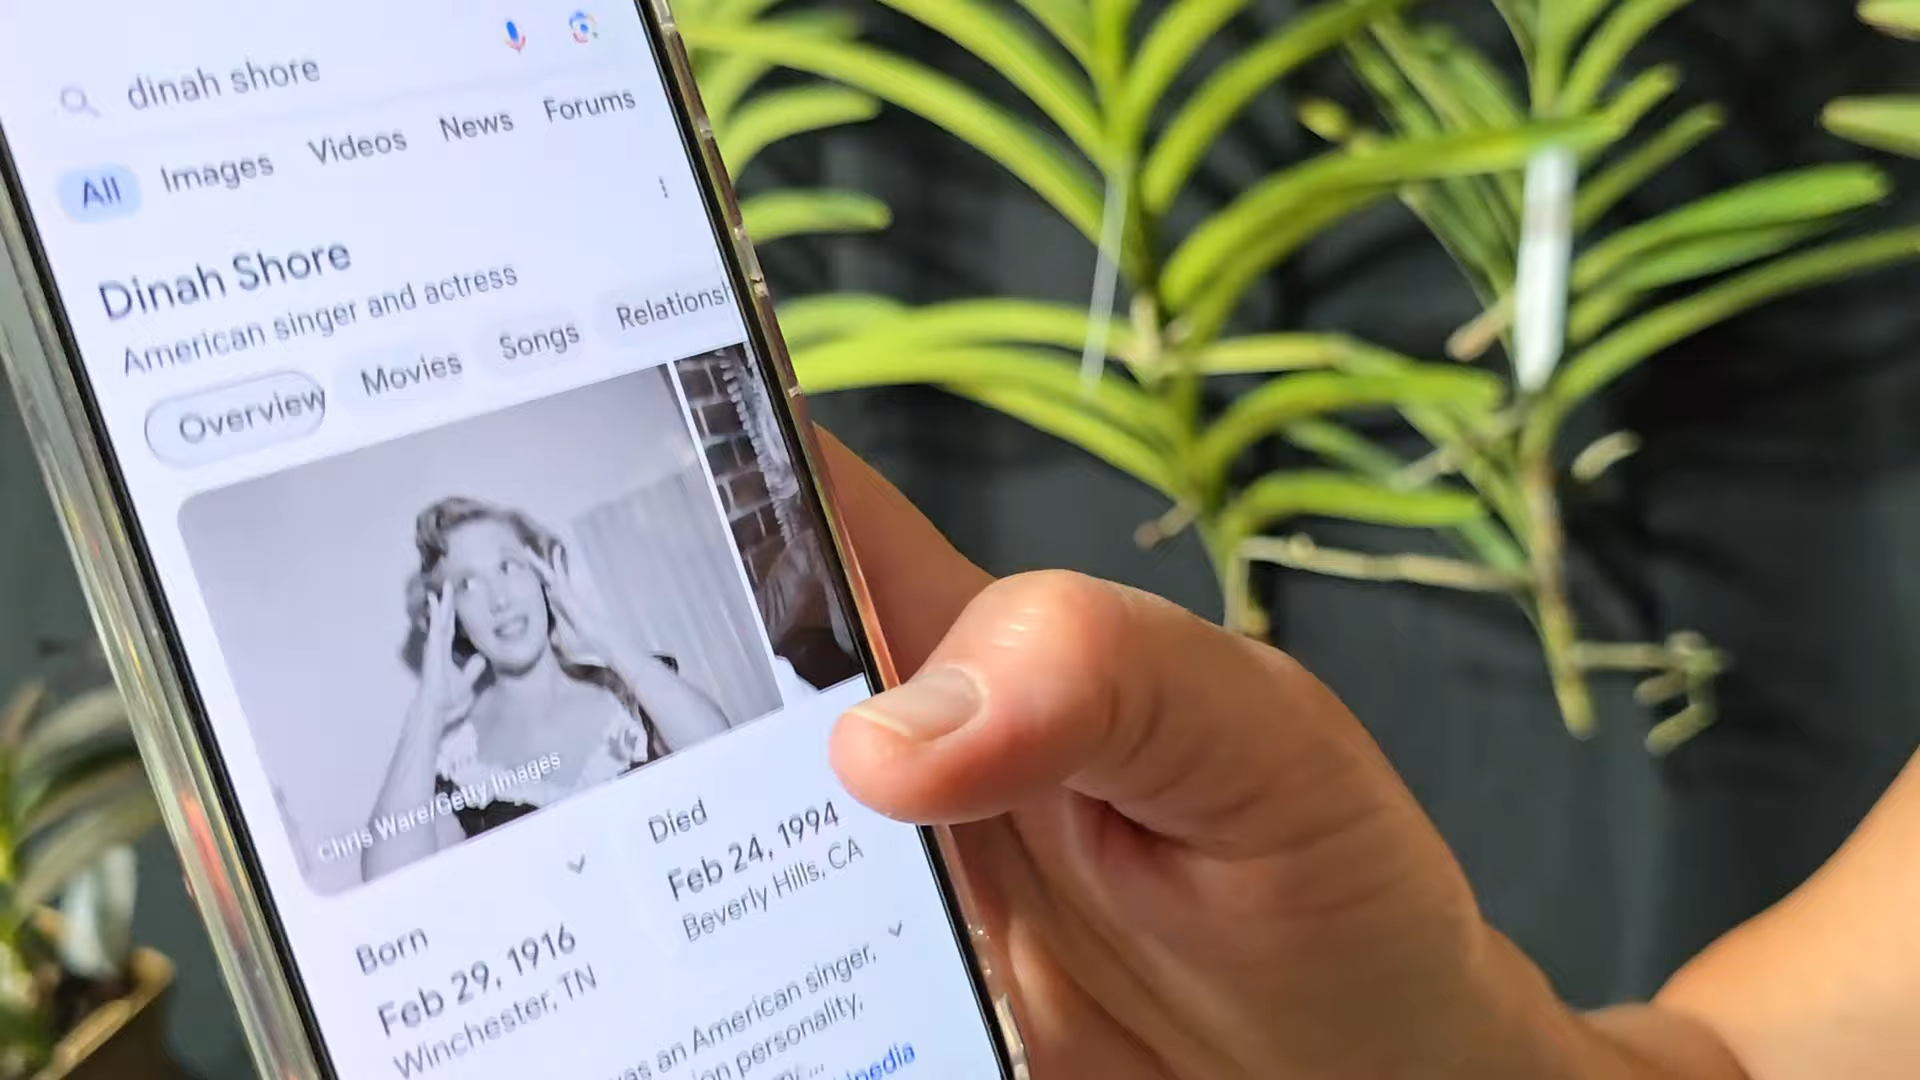 dinah shore
All Images Videos News Forums
Dinah Shore
American singer and actress
Overview Movies Songs
Chris Ware/Getty Images
Born
Feb 29, 1916
Winchester, TN
Died
Feb 24, 1994
Beverly Hills, CA
an American singer,
personality,